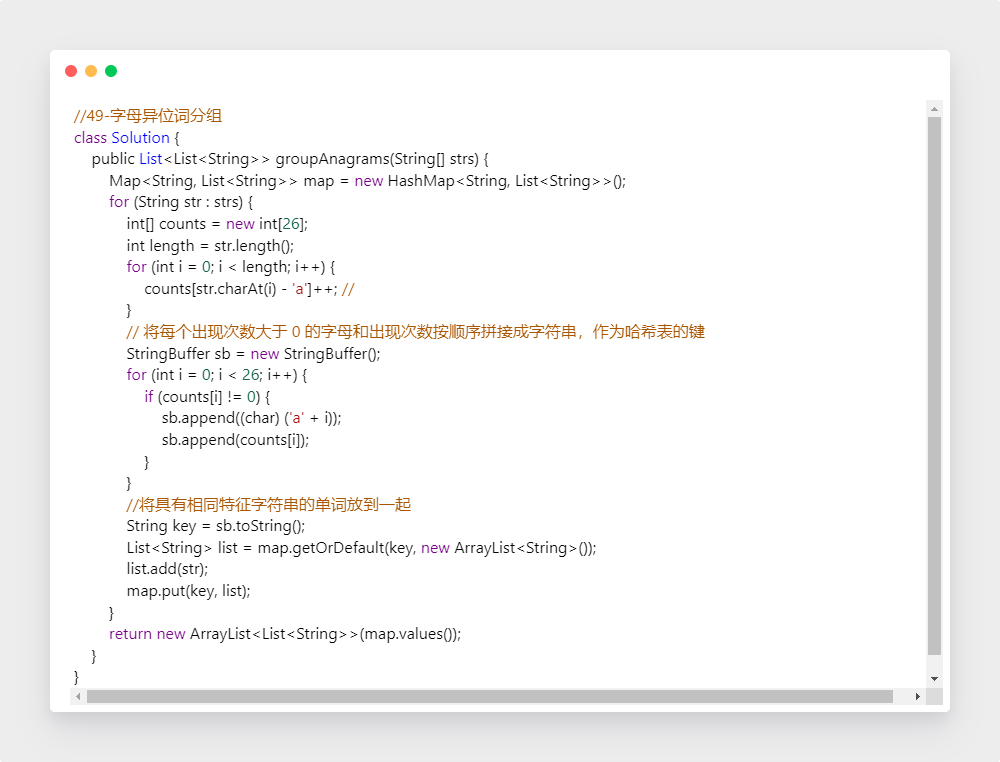 //49-字母异位词分组
class Solution {
public List<List<String>> groupAnagrams(String[] strs) {
Map<String, List<String>> map = new HashMap<String, List<String>>();
for (String str : strs) {
int[] counts = new int[26];
int length = str.length();
for (int i = 0; i < length; i++) {
counts[str.charAt(i) - 'a']++; //
}
// 将每个出现次数大于 0 的字母和出现次数按顺序拼接成字符串，作为哈希表的键
StringBuffer sb = new StringBuffer();
for (int i = 0; i < 26; i++) {
if (counts[i] != 0) {
sb.append((char) ('a' + i));
sb.append(counts[i]);
}
}
//将具有相同特征字符串的单词放到一起
String key = sb.toString();
List<String> list = map.getOrDefault(key, new ArrayList<String>());
list.add(str);
map.put(key, list);
}
return new ArrayList<List<String>>(map.values());
}
}